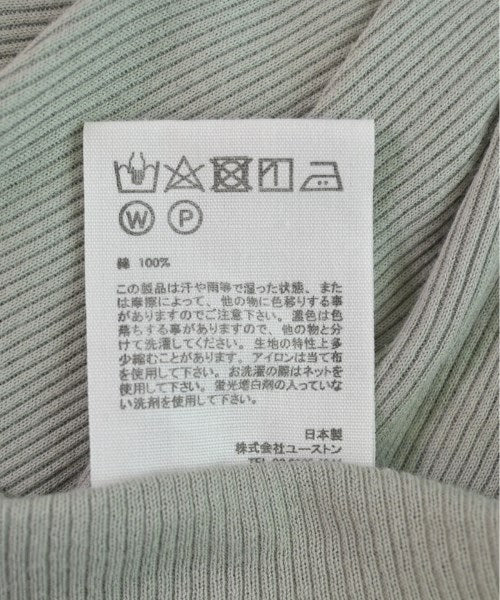 W P
綿 100%
この製品は汗や雨等で湿った状態、また
は摩擦によって、他の物に色移りする事
がありますのでご注意下さい。濃色は色
落ちする事がありますので、他の物と分
けて洗濯してください。生地の特性上多
少縮むことがあります。アイロンは当て布
を使用して下さい。お洗濯の際はネットを
使用して下さい。蛍光増白剤の入っていな
い洗剤を使用して下さい。
日本製
株式会社ユーストン